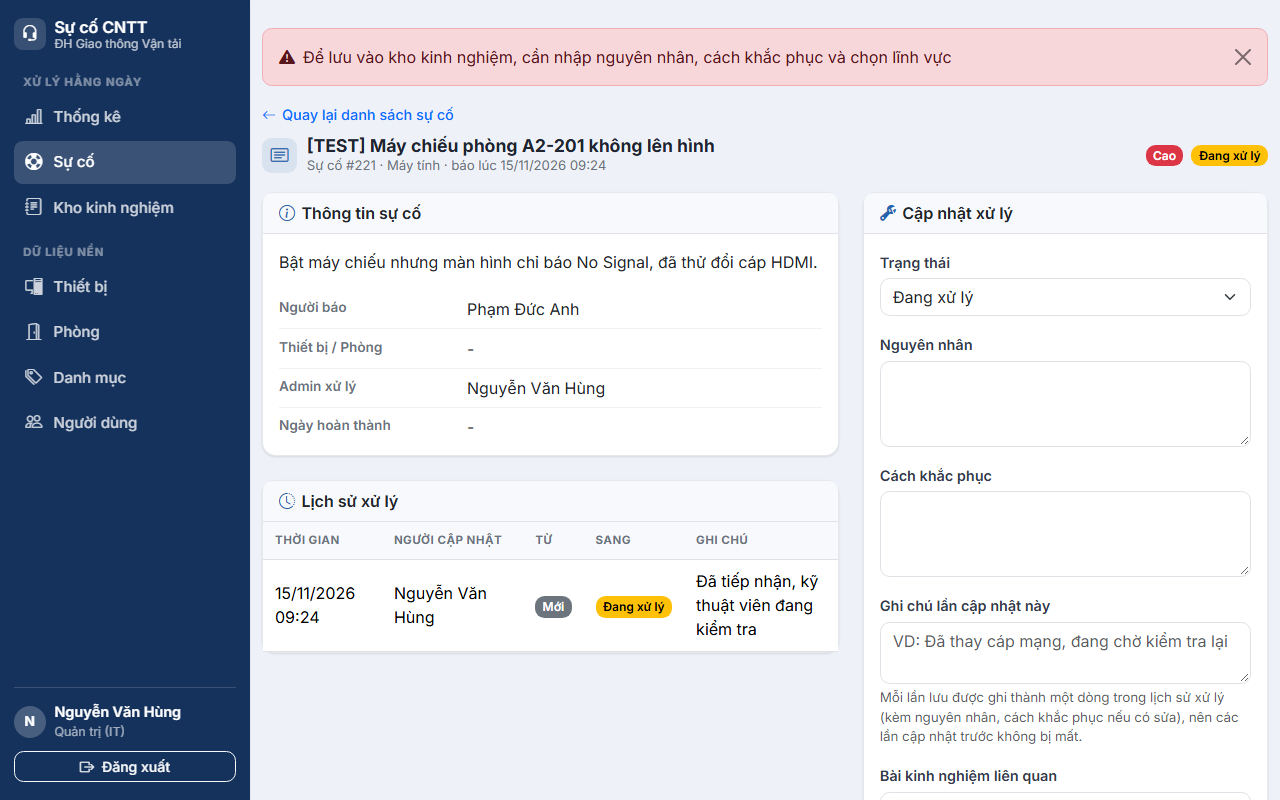 Sự cố CNTT
ĐH Giao thông Vận tải
XỬ LÝ HẰNG NGÀY
Thống kê
Sự cố
Kho kinh nghiệm
DỮ LIỆU NỀN
Thiết bị
Phòng
Danh mục
Người dùng
N
Nguyễn Văn Hùng
Quản trị (IT)
Đăng xuất
Để lưu vào kho kinh nghiệm, cần nhập nguyên nhân, cách khắc phục và chọn lĩnh vực
← Quay lại danh sách sự cố
[TEST] Máy chiếu phòng A2-201 không lên hình
Sự cố #221 · Máy tính · báo lúc 15/11/2026 09:24
Cao
Đang xử lý
Thông tin sự cố
Bật máy chiếu nhưng màn hình chỉ báo No Signal, đã thử đổi cáp HDMI.
Người báo
Phạm Đức Anh
Thiết bị / Phòng
-
Admin xử lý
Nguyễn Văn Hùng
Ngày hoàn thành
-
Lịch sử xử lý
THỜI GIAN
NGƯỜI CẬP NHẬT
TỪ
SANG
GHI CHÚ
15/11/2026
09:24
Nguyễn Văn
Hùng
Mới
Đang xử lý
Đã tiếp nhận, kỹ
thuật viên đang
kiểm tra
Cập nhật xử lý
Trạng thái
Đang xử lý
Nguyên nhân
Cách khắc phục
Ghi chú lần cập nhật này
VD: Đã thay cáp mạng, đang chờ kiểm tra lại
Mỗi lần lưu được ghi thành một dòng trong lịch sử xử lý
(kèm nguyên nhân, cách khắc phục nếu có sửa), nên các
lần cập nhật trước không bị mất.
Bài kinh nghiệm liên quan